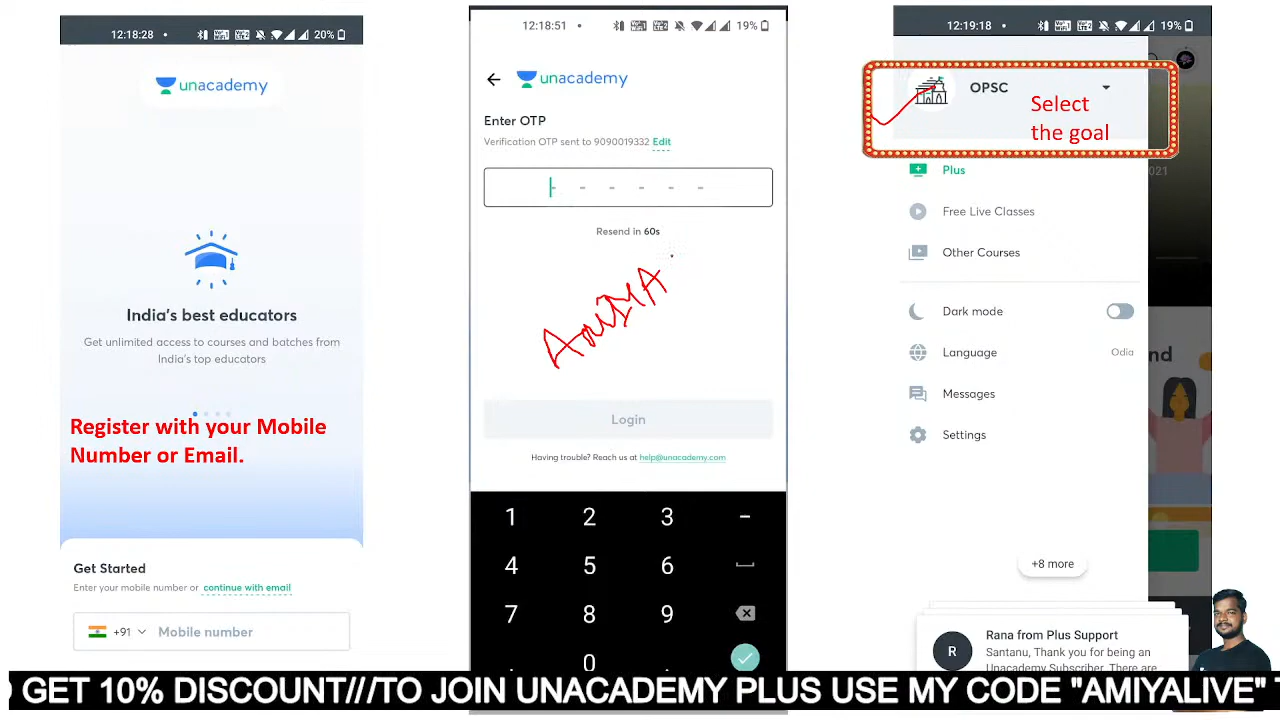 12:18:28
20%
unacademy
India's best educators
Get unlimited access to courses and batches from
India's top educators
Register with your Mobile
Number or Email.
Get Started
Enter your mobile number or continue with email
+91 Mobile number
12:18:51
19%
unacademy
Enter OTP
Verification OTP sent to 9090019332 Edit
Resend in 60s
Login
Having trouble? Reach us at help@unacademy.com
1 2 3 -
4 5 6
7 8 9
. 0
12:19:18
19%
OPSC
Select
the goal
Plus
021
Free Live Classes
Other Courses
Dark mode
Language Odia
nd
Messages
Settings
+8 more
R
Rana from Plus Support
Santanu, Thank you for being an
Unacademy Subscriber. There are
GET 10% DISCOUNT///TO JOIN UNACADEMY PLUS USE MY CODE "AMIYALIVE"